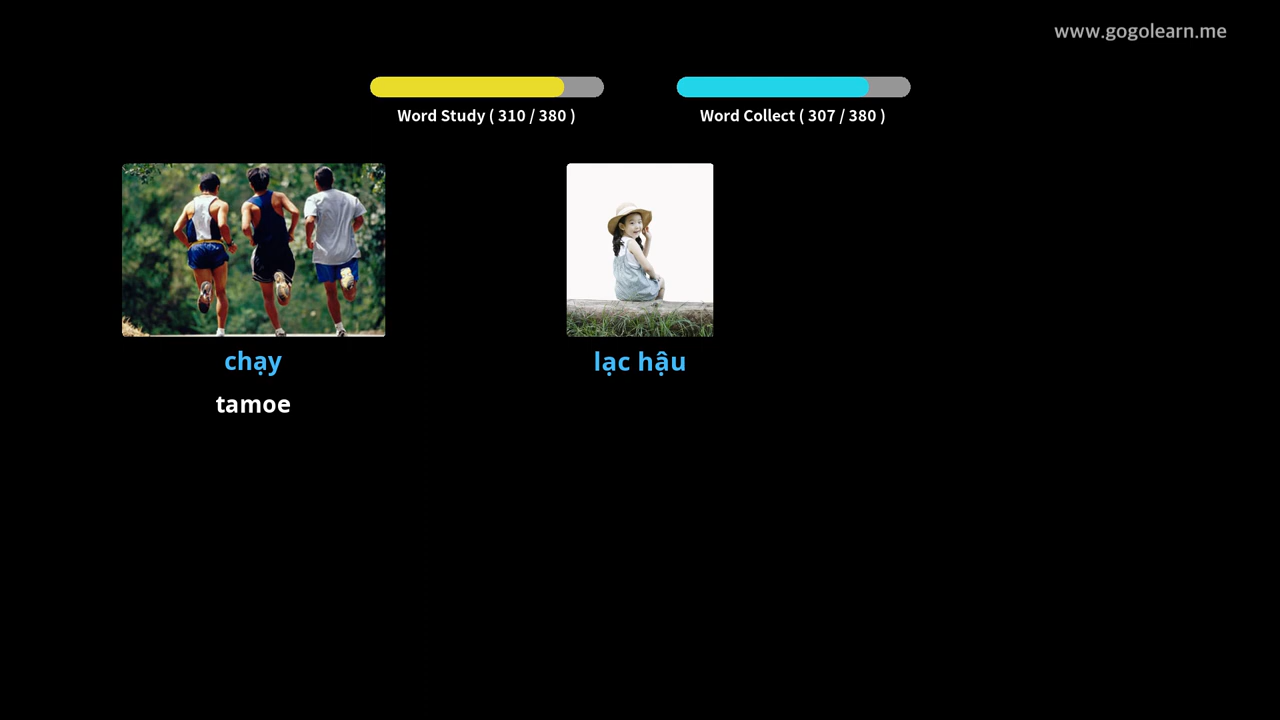 www.gogolearn.me
Word Study ( 310 / 380 )
Word Collect ( 307 / 380 )
chạy
tamoe
lạc hậu